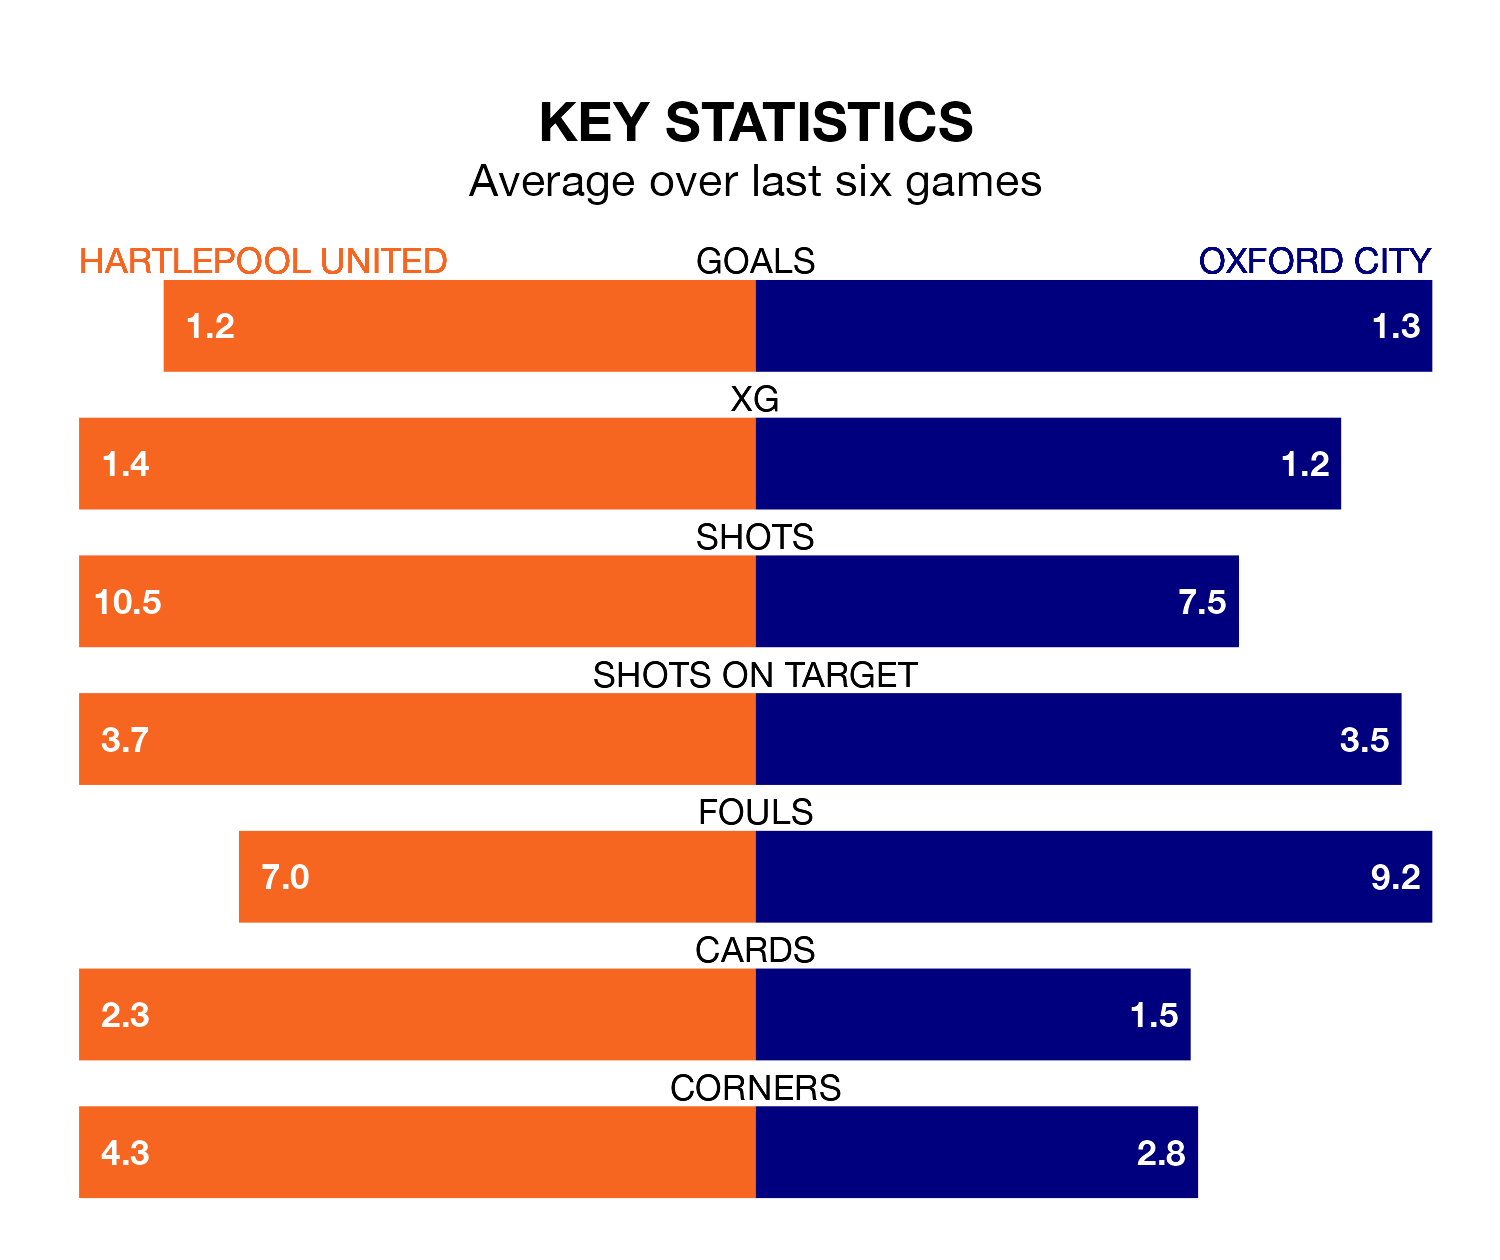 KEY STATISTICS
Average over last six games
HARTLEPOOL UNITED GOALS OXFORD CITY
1.2 1.3
XG
1.4 1.2
SHOTS
10.5 7.5
SHOTS ON TARGET
3.7 3.5
FOULS
7.0 9.2
CARDS
2.3 1.5
CORNERS
4.3 2.8